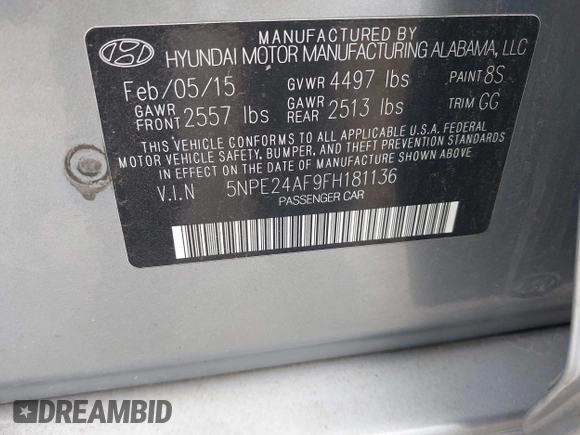 MANUFACTURED BY
HYUNDAI MOTOR MANUFACTURING ALABAMA, LLC
Feb/05/15 GVWR 4497 lbs PAINT 8S
GAWR FRONT 2557 lbs GAWR REAR 2513 lbs TRIM GG
THIS VEHICLE CONFORMS TO ALL APPLICABLE U.S.A. FEDERAL
MOTOR VEHICLE SAFETY, BUMPER, AND THEFT PREVENTION STANDARDS
IN EFFECT ON THE DATE OF MANUFACTURE SHOWN ABOVE
V.I.N 5NPE24AF9FH181136
PASSENGER CAR
DREAMBID